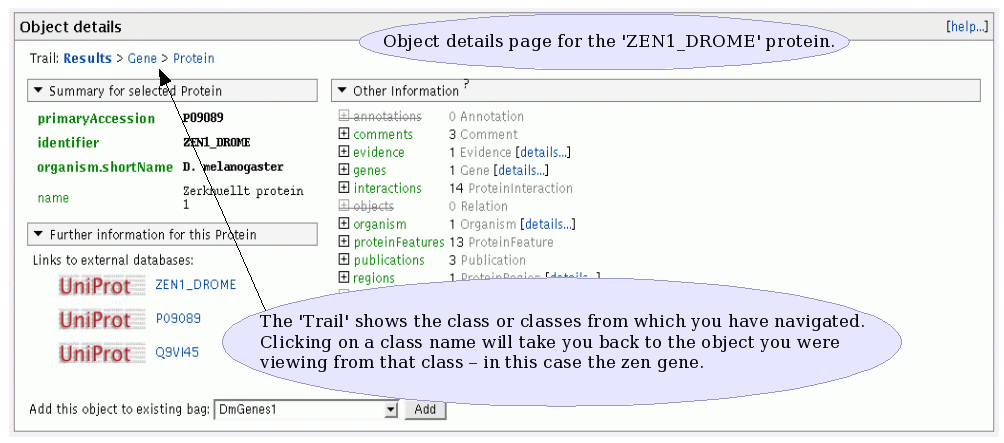 Object details
[help...]
Object details page for the 'ZEN1_DROME' protein.
Trail: Results > Gene > Protein
Summary for selected Protein
primaryAccession P09089
identifier ZEN1_DROME
organism.shortName D. melanogaster
name Zerknuellt protein
1
Further information for this Protein
Links to external databases:
UniProt ZEN1_DROME
UniProt P09089
UniProt Q9VI45
Other Information ?
annotations 0 Annotation
comments 3 Comment
evidence 1 Evidence [details...]
genes 1 Gene [details...]
interactions 14 ProteinInteraction
objects 0 Relation
organism 1 Organism [details...]
proteinFeatures 13 ProteinFeature
publications 3 Publication
regions 1 ProteinRegion [details...]
The 'Trail' shows the class or classes from which you have navigated.
Clicking on a class name will take you back to the object you were
viewing from that class – in this case the zen gene.
Add this object to existing bag: DmGenes1 Add